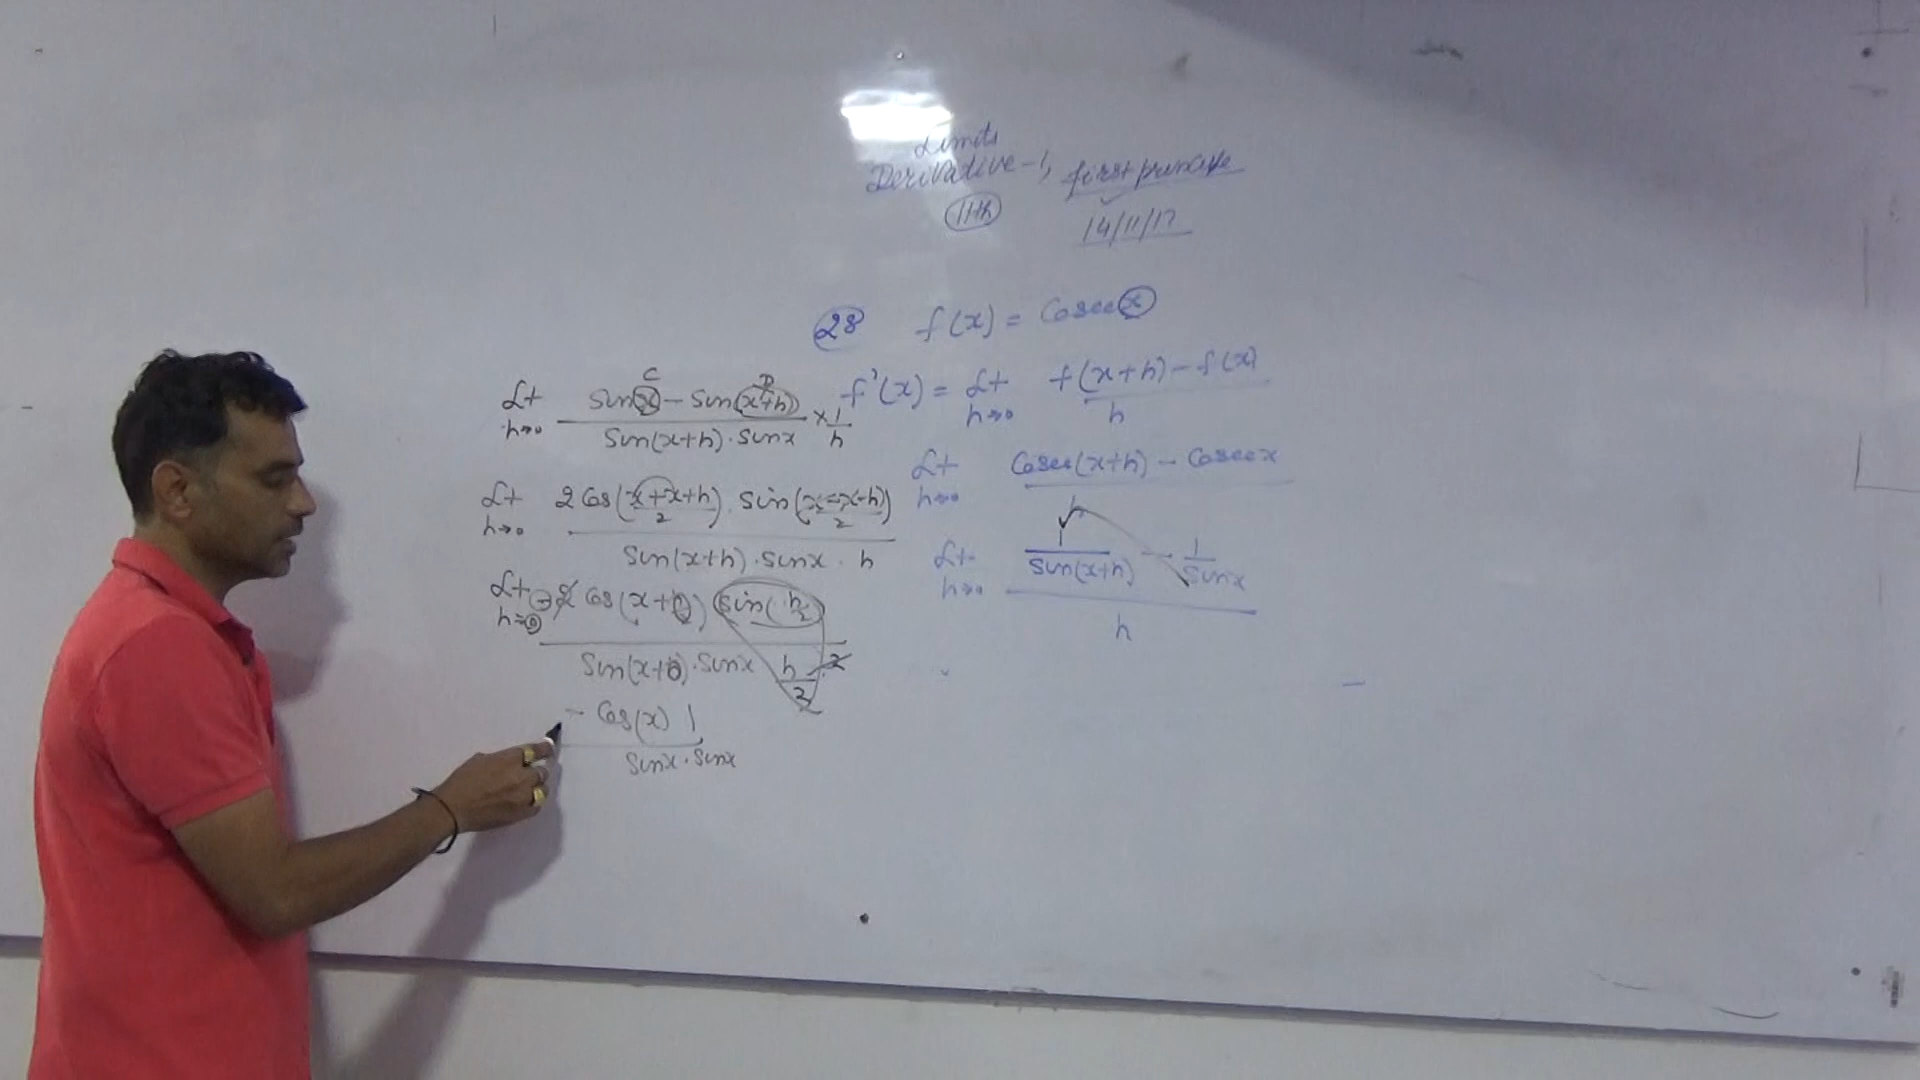 Limits
Derivative-1, first principle
11th
14/11/17
28 f(x) = Cosec x
f'(x) = Lt h→0 f(x+h) - f(x) / h
Lt h→0 Cosec(x+h) - Cosec x / h
Lt h→0 1/Sin(x+h) - 1/Sinx / h
Lt h→0 Sin x - Sin(x+h) / Sin(x+h) . Sinx × 1/h
C D
Lt h→0 2 Cos(x+x+h / 2) . Sin(x-x-h / 2) / Sin(x+h) . Sinx . h
Lt h→0 - 2 Cos(x+0) Sin(h/2) / Sin(x+0) . Sinx h/2 . 2
- Cos(x) 1 / Sinx . Sinx